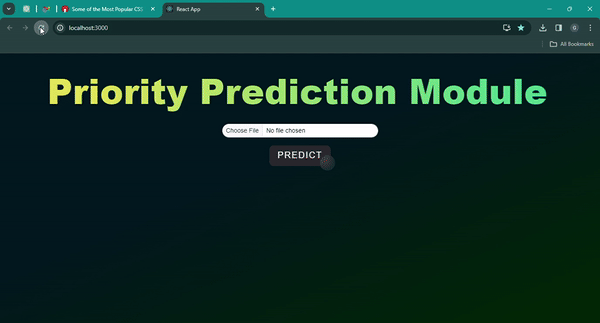 Some of the Most Popular CSS
React App
localhost:3000
G
All Bookmarks
Priority Prediction Module
Choose File No file chosen
PREDICT